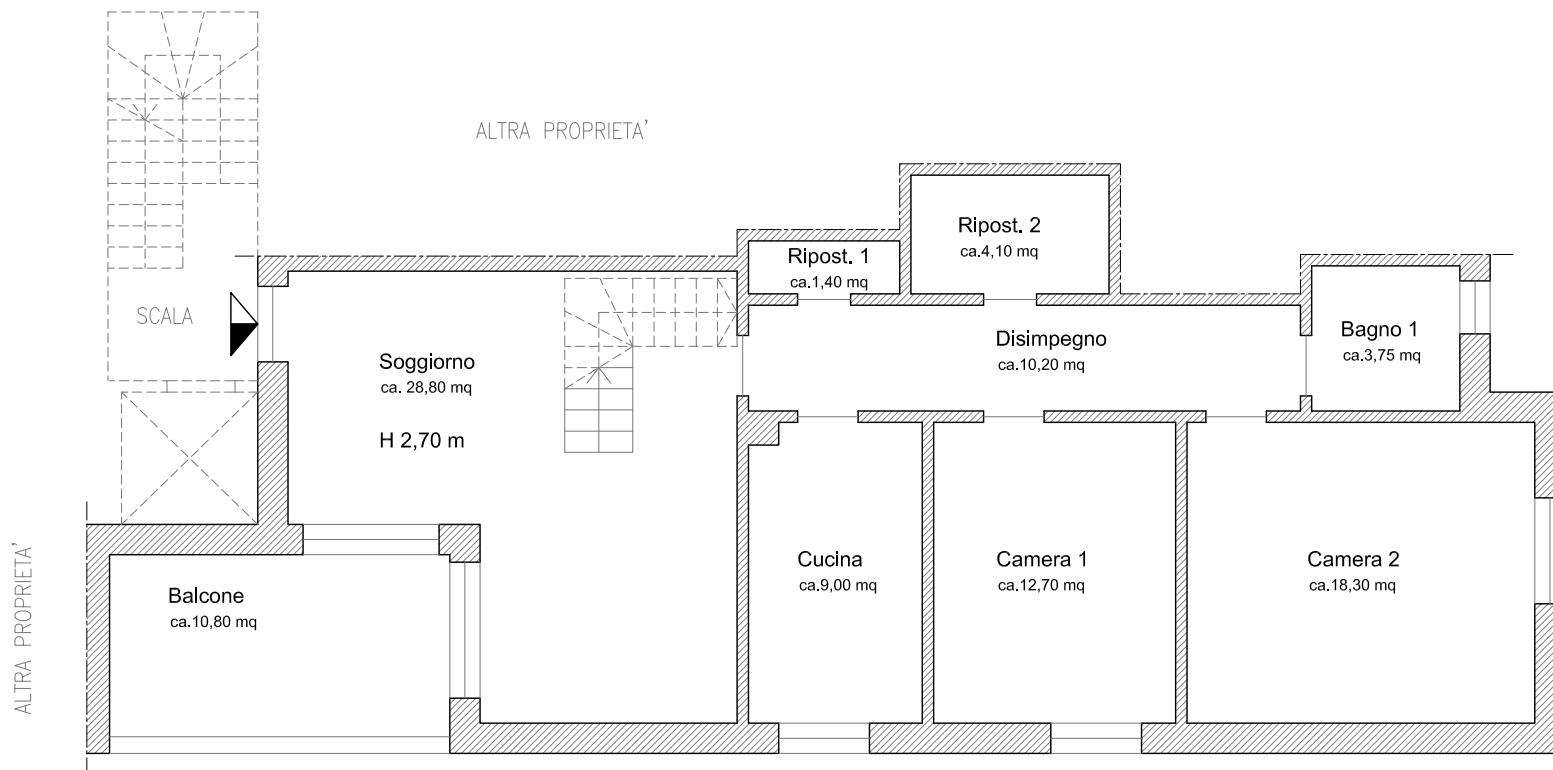 ALTRA PROPRIETA'
Ripost. 2
ca.4,10 mq
Ripost. 1
ca.1,40 mq
SCALA
Disimpegno
ca.10,20 mq
Bagno 1
ca.3,75 mq
Soggiorno
ca. 28,80 mq
H 2,70 m
Cucina
ca.9,00 mq
Camera 1
ca.12,70 mq
Camera 2
ca.18,30 mq
Balcone
ca.10,80 mq
ALTRA PROPRIETA'